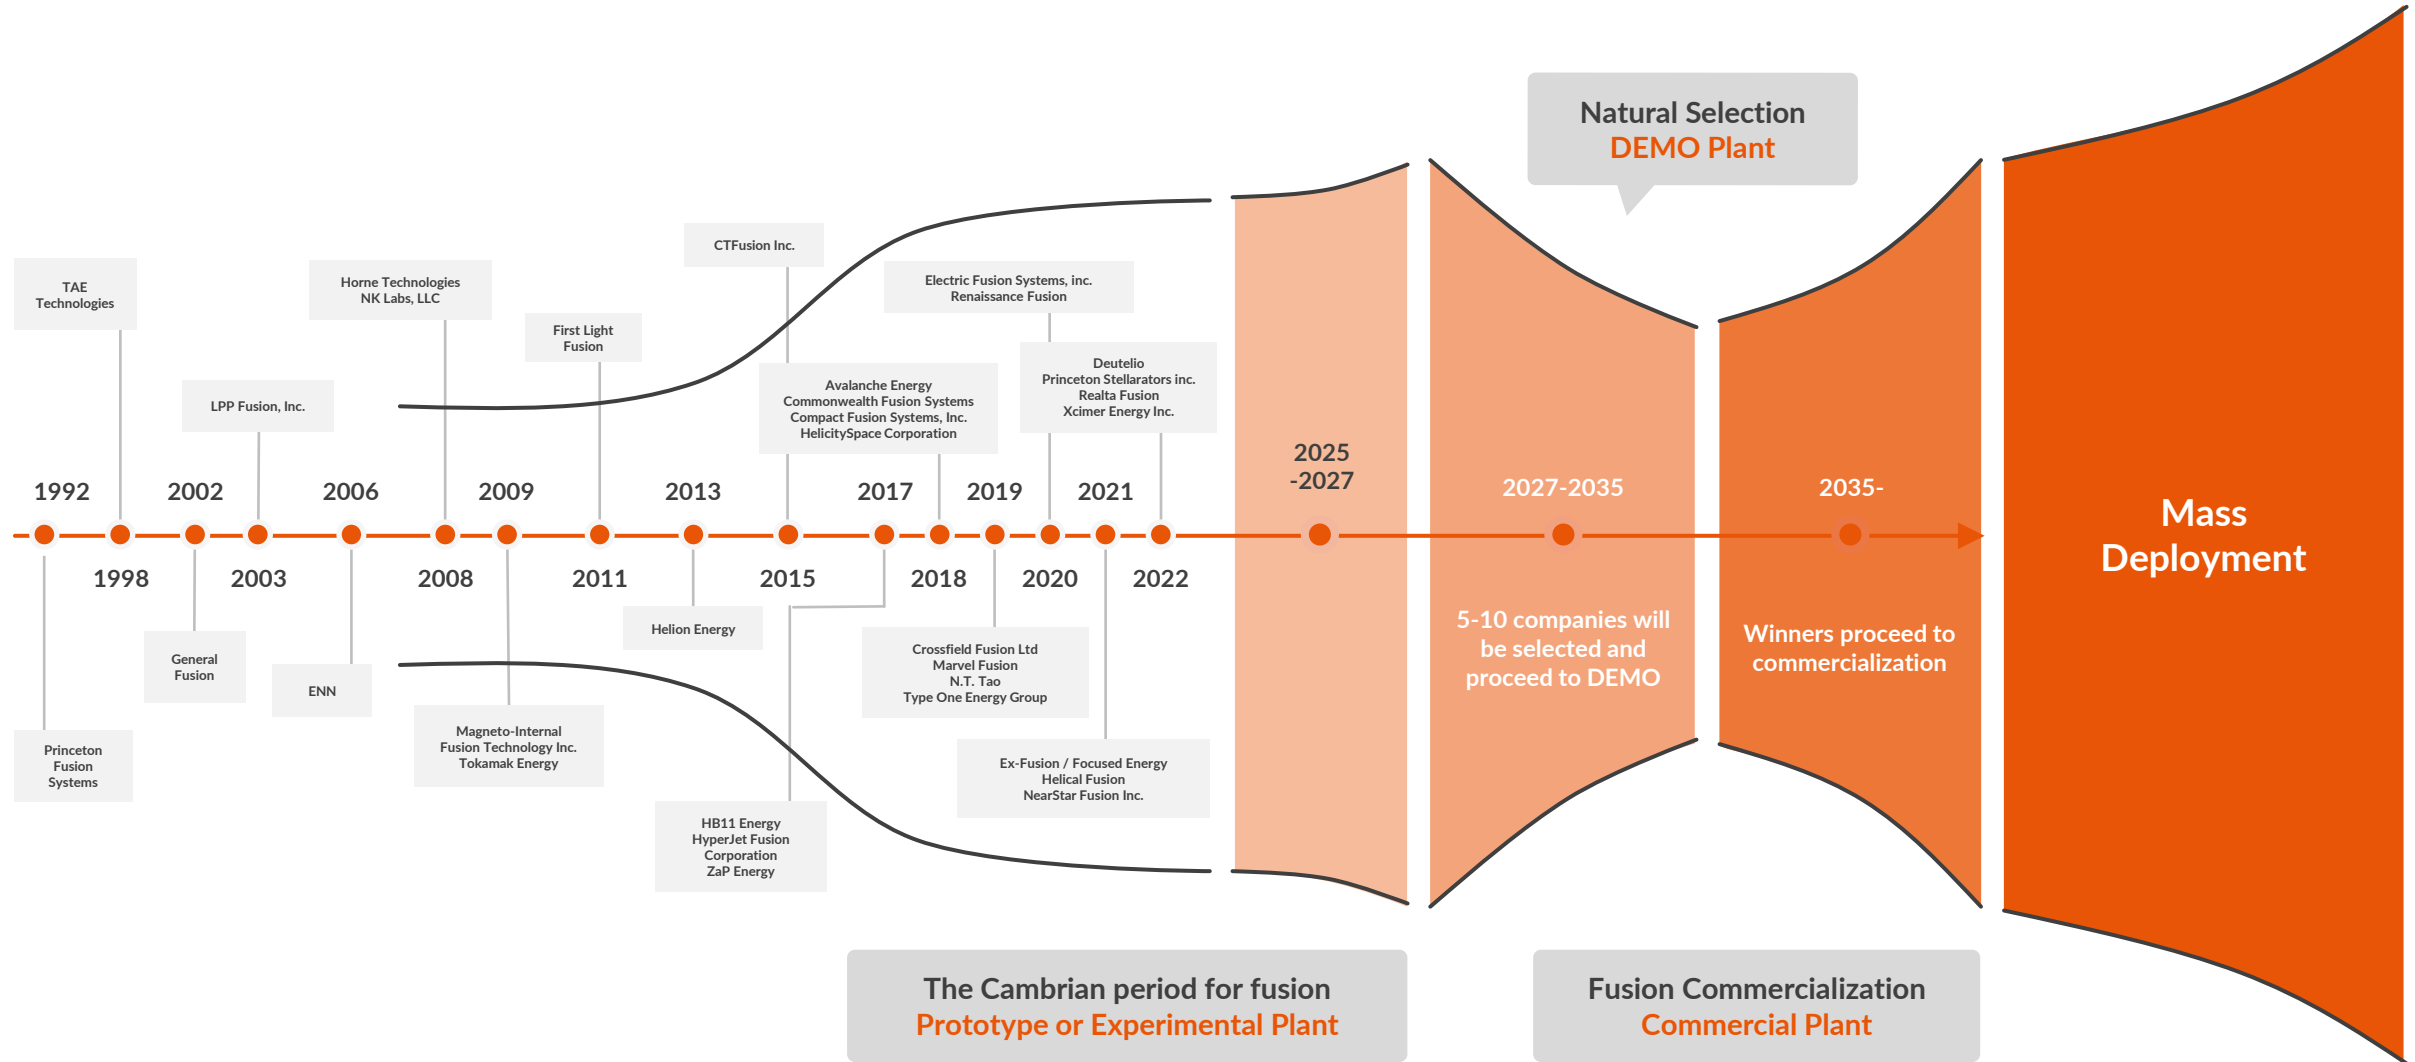 Natural Selection
DEMO Plant
CTFusion Inc.
TAE
Technologies
Horne Technologies
NK Labs, LLC
Electric Fusion Systems, inc.
Renaissance Fusion
First Light
Fusion
Deutelio
Princeton Stellarators inc.
Realta Fusion
Xcimer Energy Inc.
Avalanche Energy
Commonwealth Fusion Systems
Compact Fusion Systems, Inc.
HelicitySpace Corporation
LPP Fusion, Inc.
1992
2002
2006
2009
2013
2017
2019
2021
2025
-2027
2027-2035
2035-
Mass
Deployment
1998
2003
2008
2011
2015
2018
2020
2022
5-10 companies will
be selected and
proceed to DEMO
Winners proceed to
commercialization
Helion Energy
General
Fusion
ENN
Crossfield Fusion Ltd
Marvel Fusion
N.T. Tao
Type One Energy Group
Magneto-Internal
Fusion Technology Inc.
Tokamak Energy
Princeton
Fusion
Systems
Ex-Fusion / Focused Energy
Helical Fusion
NearStar Fusion Inc.
HB11 Energy
HyperJet Fusion
Corporation
ZaP Energy
The Cambrian period for fusion
Prototype or Experimental Plant
Fusion Commercialization
Commercial Plant